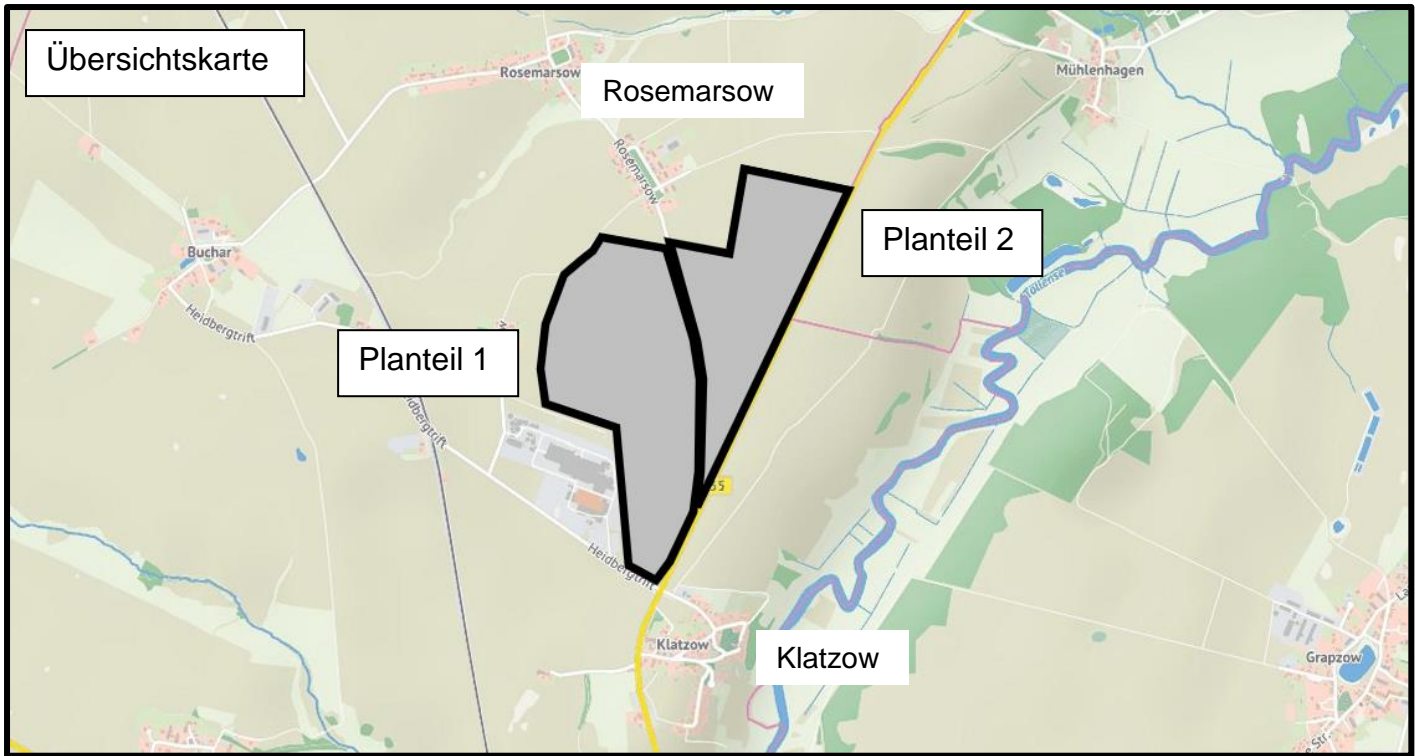 Übersichtskarte
Rosemarsow
Rosemarsow
Mühlenhagen
Rosemarsow
Buchar
Planteil 2
Tollense
Heidbergtrift
Planteil 1
Heidbergtrift
Heidbergtrift
Klatzow
Klatzow
Grapzow